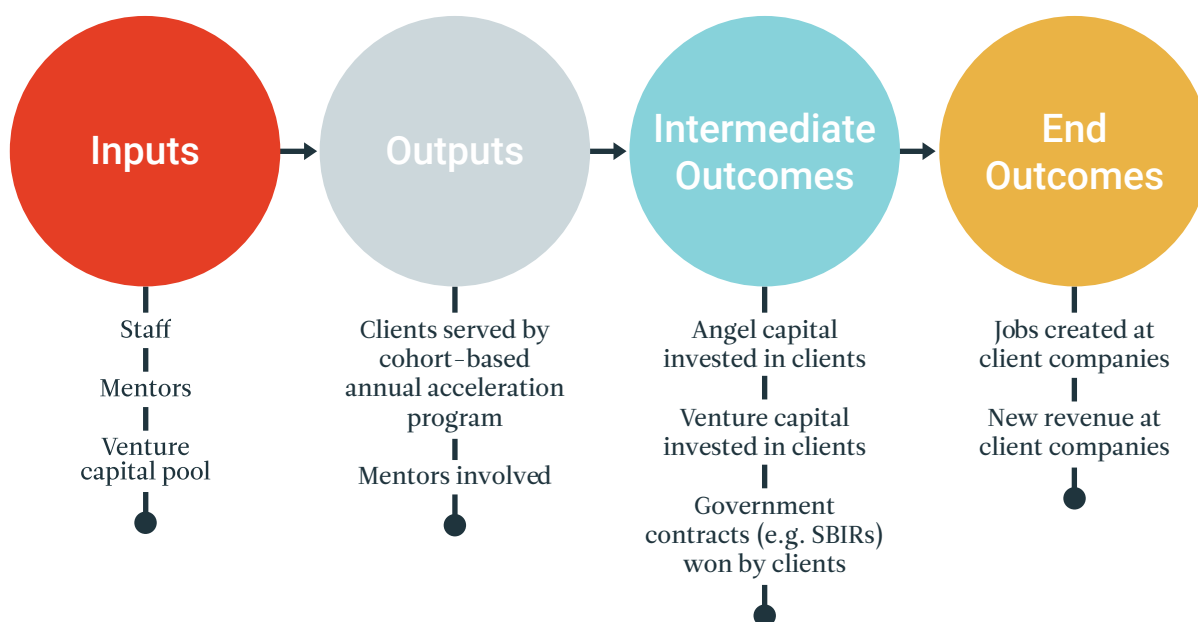 Inputs
Staff
Mentors
Venture
capital pool
Outputs
Clients served by
cohort-based
annual acceleration
program
Mentors involved
Intermediate
Outcomes
Angel capital
invested in clients
Venture capital
invested in clients
Government
contracts (e.g. SBIRs)
won by clients
End
Outcomes
Jobs created at
client companies
New revenue at
client companies